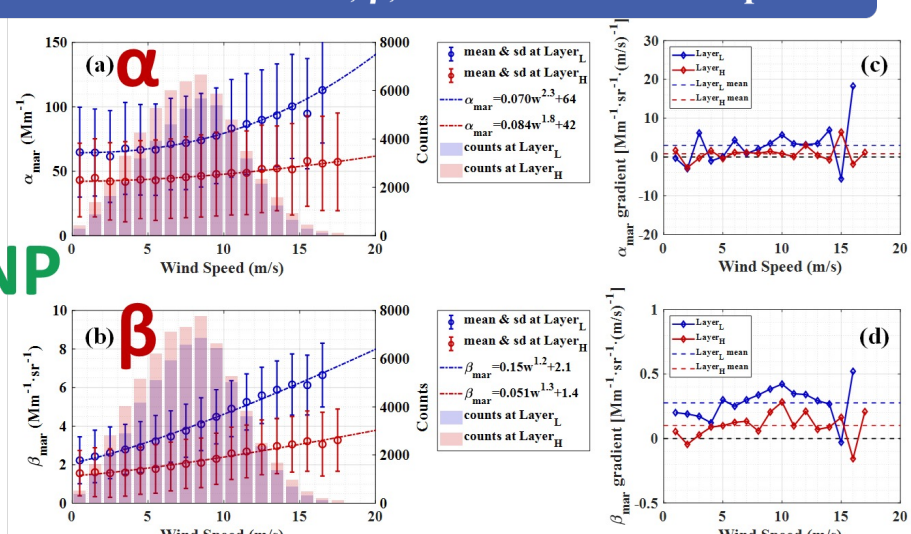 (a) α
150
100
50
0
α_mar (Mm⁻¹)
8000
6000
4000
2000
0
Counts
0 5 10 15 20
Wind Speed (m/s)
mean & sd at Layer_L
mean & sd at Layer_H
α_mar=0.070w^2.3+64
α_mar=0.084w^1.8+42
counts at Layer_L
counts at Layer_H
(c)
30
20
10
0
-10
-20
α_mar gradient [Mm⁻¹·sr⁻¹·(m/s)⁻¹]
Layer_L
Layer_H
Layer_L mean
Layer_H mean
0 5 10 15 20
Wind Speed (m/s)
NP
(b) β
10
8
6
4
2
0
β_mar (Mm⁻¹·sr⁻¹)
8000
6000
4000
2000
0
Counts
0 5 10 15 20
Wind Speed (m/s)
mean & sd at Layer_L
mean & sd at Layer_H
β_mar=0.15w^1.2+2.1
β_mar=0.051w^1.3+1.4
counts at Layer_L
counts at Layer_H
(d)
1
0.5
0
-0.5
β_mar gradient [Mm⁻¹·sr⁻¹·(m/s)⁻¹]
Layer_L
Layer_H
Layer_L mean
Layer_H mean
0 5 10 15 20
Wind Speed (m/s)